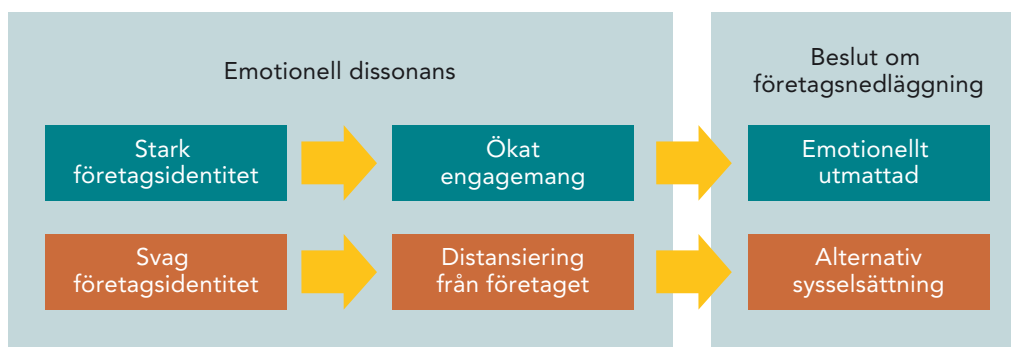 Emotionell dissonans
Beslut om
företagsnedläggning
Stark
företagsidentitet
Ökat
engagemang
Emotionellt
utmattad
Svag
företagsidentitet
Distansiering
från företaget
Alternativ
sysselsättning